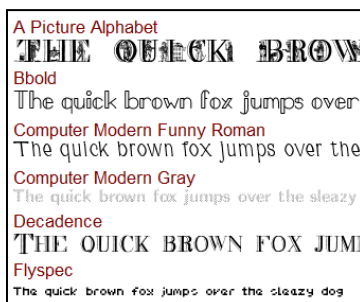 A Picture Alphabet
THE QUICK BROW
Bbold
The quick brown fox jumps over
Computer Modern Funny Roman
The quick brown fox jumps over the
Computer Modern Gray
The quick brown fox jumps over the sleazy
Decadence
THE QUICK BROWN FOX JUM
Flyspec
The quick brown fox jumps over the sleazy dog